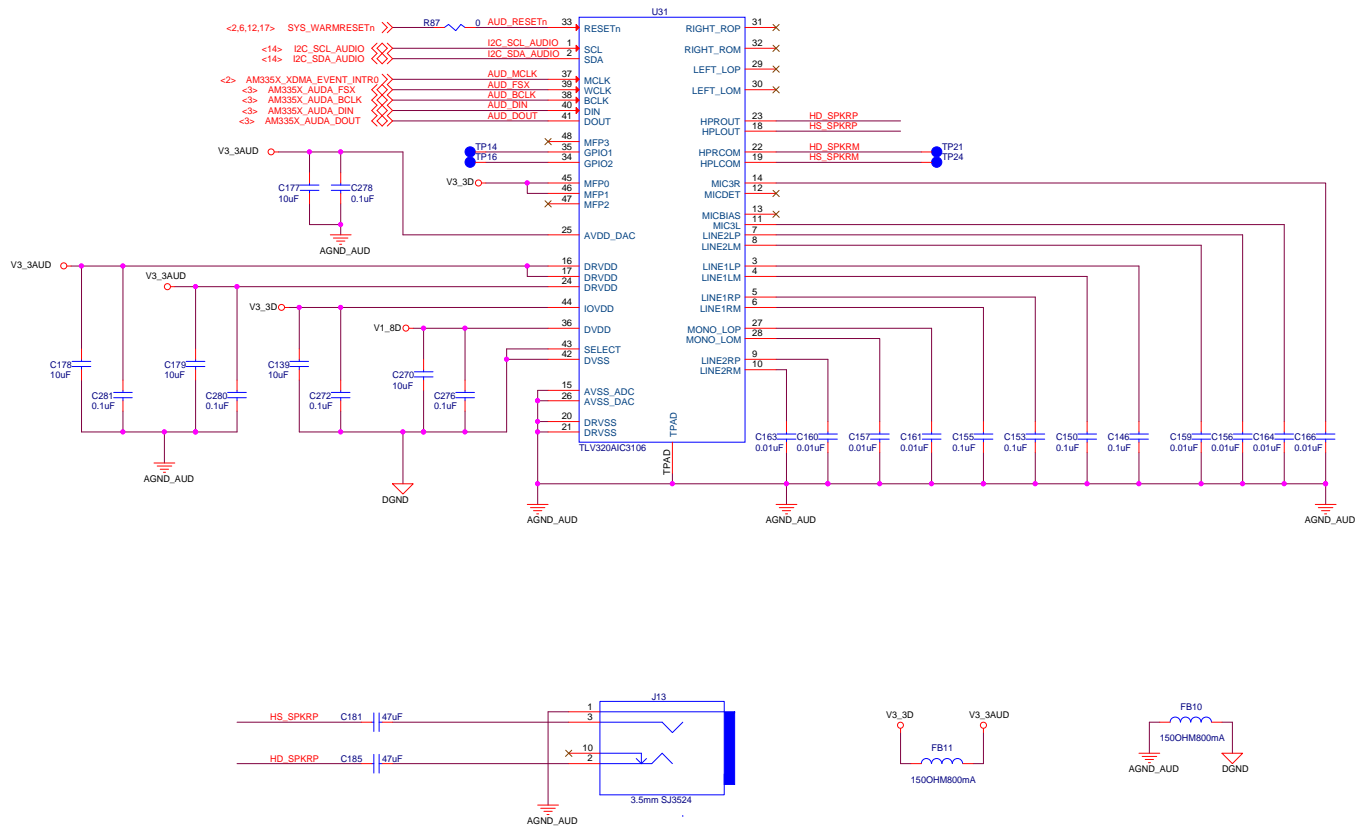 U31
<2,6,12,17> SYS_WARMRESETn R87 0 AUD_RESETn 33 RESETn RIGHT_ROP 31
RIGHT_ROM 32
<14> I2C_SCL_AUDIO I2C_SCL_AUDIO 1 SCL
<14> I2C_SDA_AUDIO I2C_SDA_AUDIO 2 SDA
LEFT_LOP 29
<2> AM335X_XDMA_EVENT_INTR0 AUD_MCLK 37 MCLK
<3> AM335X_AUDA_FSX AUD_FSX 39 WCLK LEFT_LOM 30
<3> AM335X_AUDA_BCLK AUD_BCLK 38 BCLK
<3> AM335X_AUDA_DIN AUD_DIN 40 DIN
<3> AM335X_AUDA_DOUT AUD_DOUT 41 DOUT
HPROUT 23 HD_SPKRP
HPLOUT 18 HS_SPKRP
48 MFP3
V3_3AUD TP14 35 GPIO1 HPRCOM 22 HD_SPKRM TP21
TP16 34 GPIO2 HPLCOM 19 HS_SPKRM TP24
V3_3D 45 MFP0 MIC3R 14
46 MFP1 MICDET 12
47 MFP2
C177 10uF
C278 0.1uF
MICBIAS 13
MIC3L 11
25 AVDD_DAC LINE2LP 7
LINE2LM 8
AGND_AUD
V3_3AUD 16 DRVDD LINE1LP 3
17 DRVDD LINE1LM 4
V3_3AUD 24 DRVDD
LINE1RP 5
V3_3D 44 IOVDD LINE1RM 6
V1_8D 36 DVDD MONO_LOP 27
MONO_LOM 28
43 SELECT
42 DVSS LINE2RP 9
LINE2RM 10
C178 10uF
C281 0.1uF
C179 10uF
C280 0.1uF
C139 10uF
C272 0.1uF
C270 10uF
C276 0.1uF
15 AVSS_ADC
26 AVSS_DAC
20 DRVSS
21 DRVSS
TPAD
TPAD
TLV320AIC3106
C163 0.01uF
C160 0.01uF
C157 0.01uF
C161 0.01uF
C155 0.1uF
C153 0.1uF
C150 0.1uF
C146 0.1uF
C159 0.01uF
C156 0.01uF
C164 0.01uF
C166 0.01uF
AGND_AUD
DGND
AGND_AUD
AGND_AUD
AGND_AUD
J13
HS_SPKRP C181 47uF 1
3
10
HD_SPKRP C185 47uF 2
3.5mm SJ3524
AGND_AUD
V3_3D V3_3AUD
FB11
150OHM800mA
FB10
150OHM800mA
AGND_AUD DGND